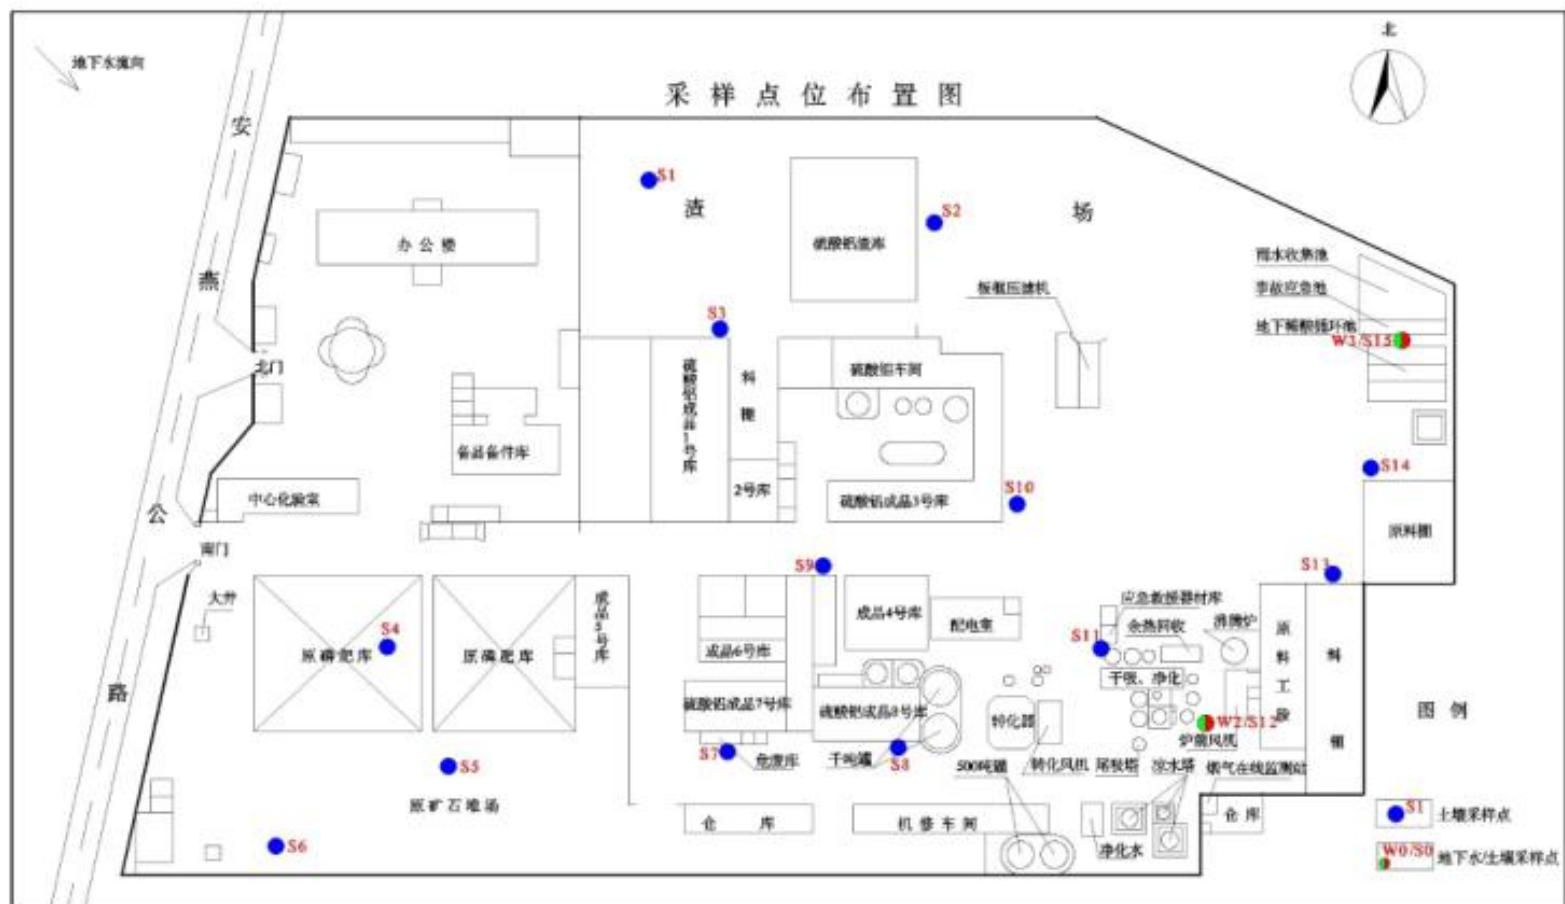 北
地下水流向
采样点位布置图
安
S1
渣
场
S2
燕
办公楼
硫酸铝渣库
雨水收集池
板框压滤机
事故应急池
S3
地下稀酸循环池
W3/S15
北门
硫酸铝成品1号库
料棚
硫酸铝车间
备品备件库
S14
中心化验室
2号库
硫酸铝成品3号库
S10
公
原料棚
南门
S9
S13
大井
成品5号库
成品4号库
配电室
应急救援器材库
余热回收
沸腾炉
S4
原磷肥库
原磷肥库
成品6号库
S11
干吸、净化
原料工段
料棚
路
硫酸铝成品7号库
硫酸铝成品8号库
转化器
W2/S12
图例
炉前风机
S7
危废库
千吨罐
S8
500吨罐
转化风机
尾吸塔
凉水塔
烟气在线监测站
S5
原矿石堆场
仓库
机修车间
净化水
仓库
S1
土壤采样点
S6
W0/S0
地下水/土壤采样点